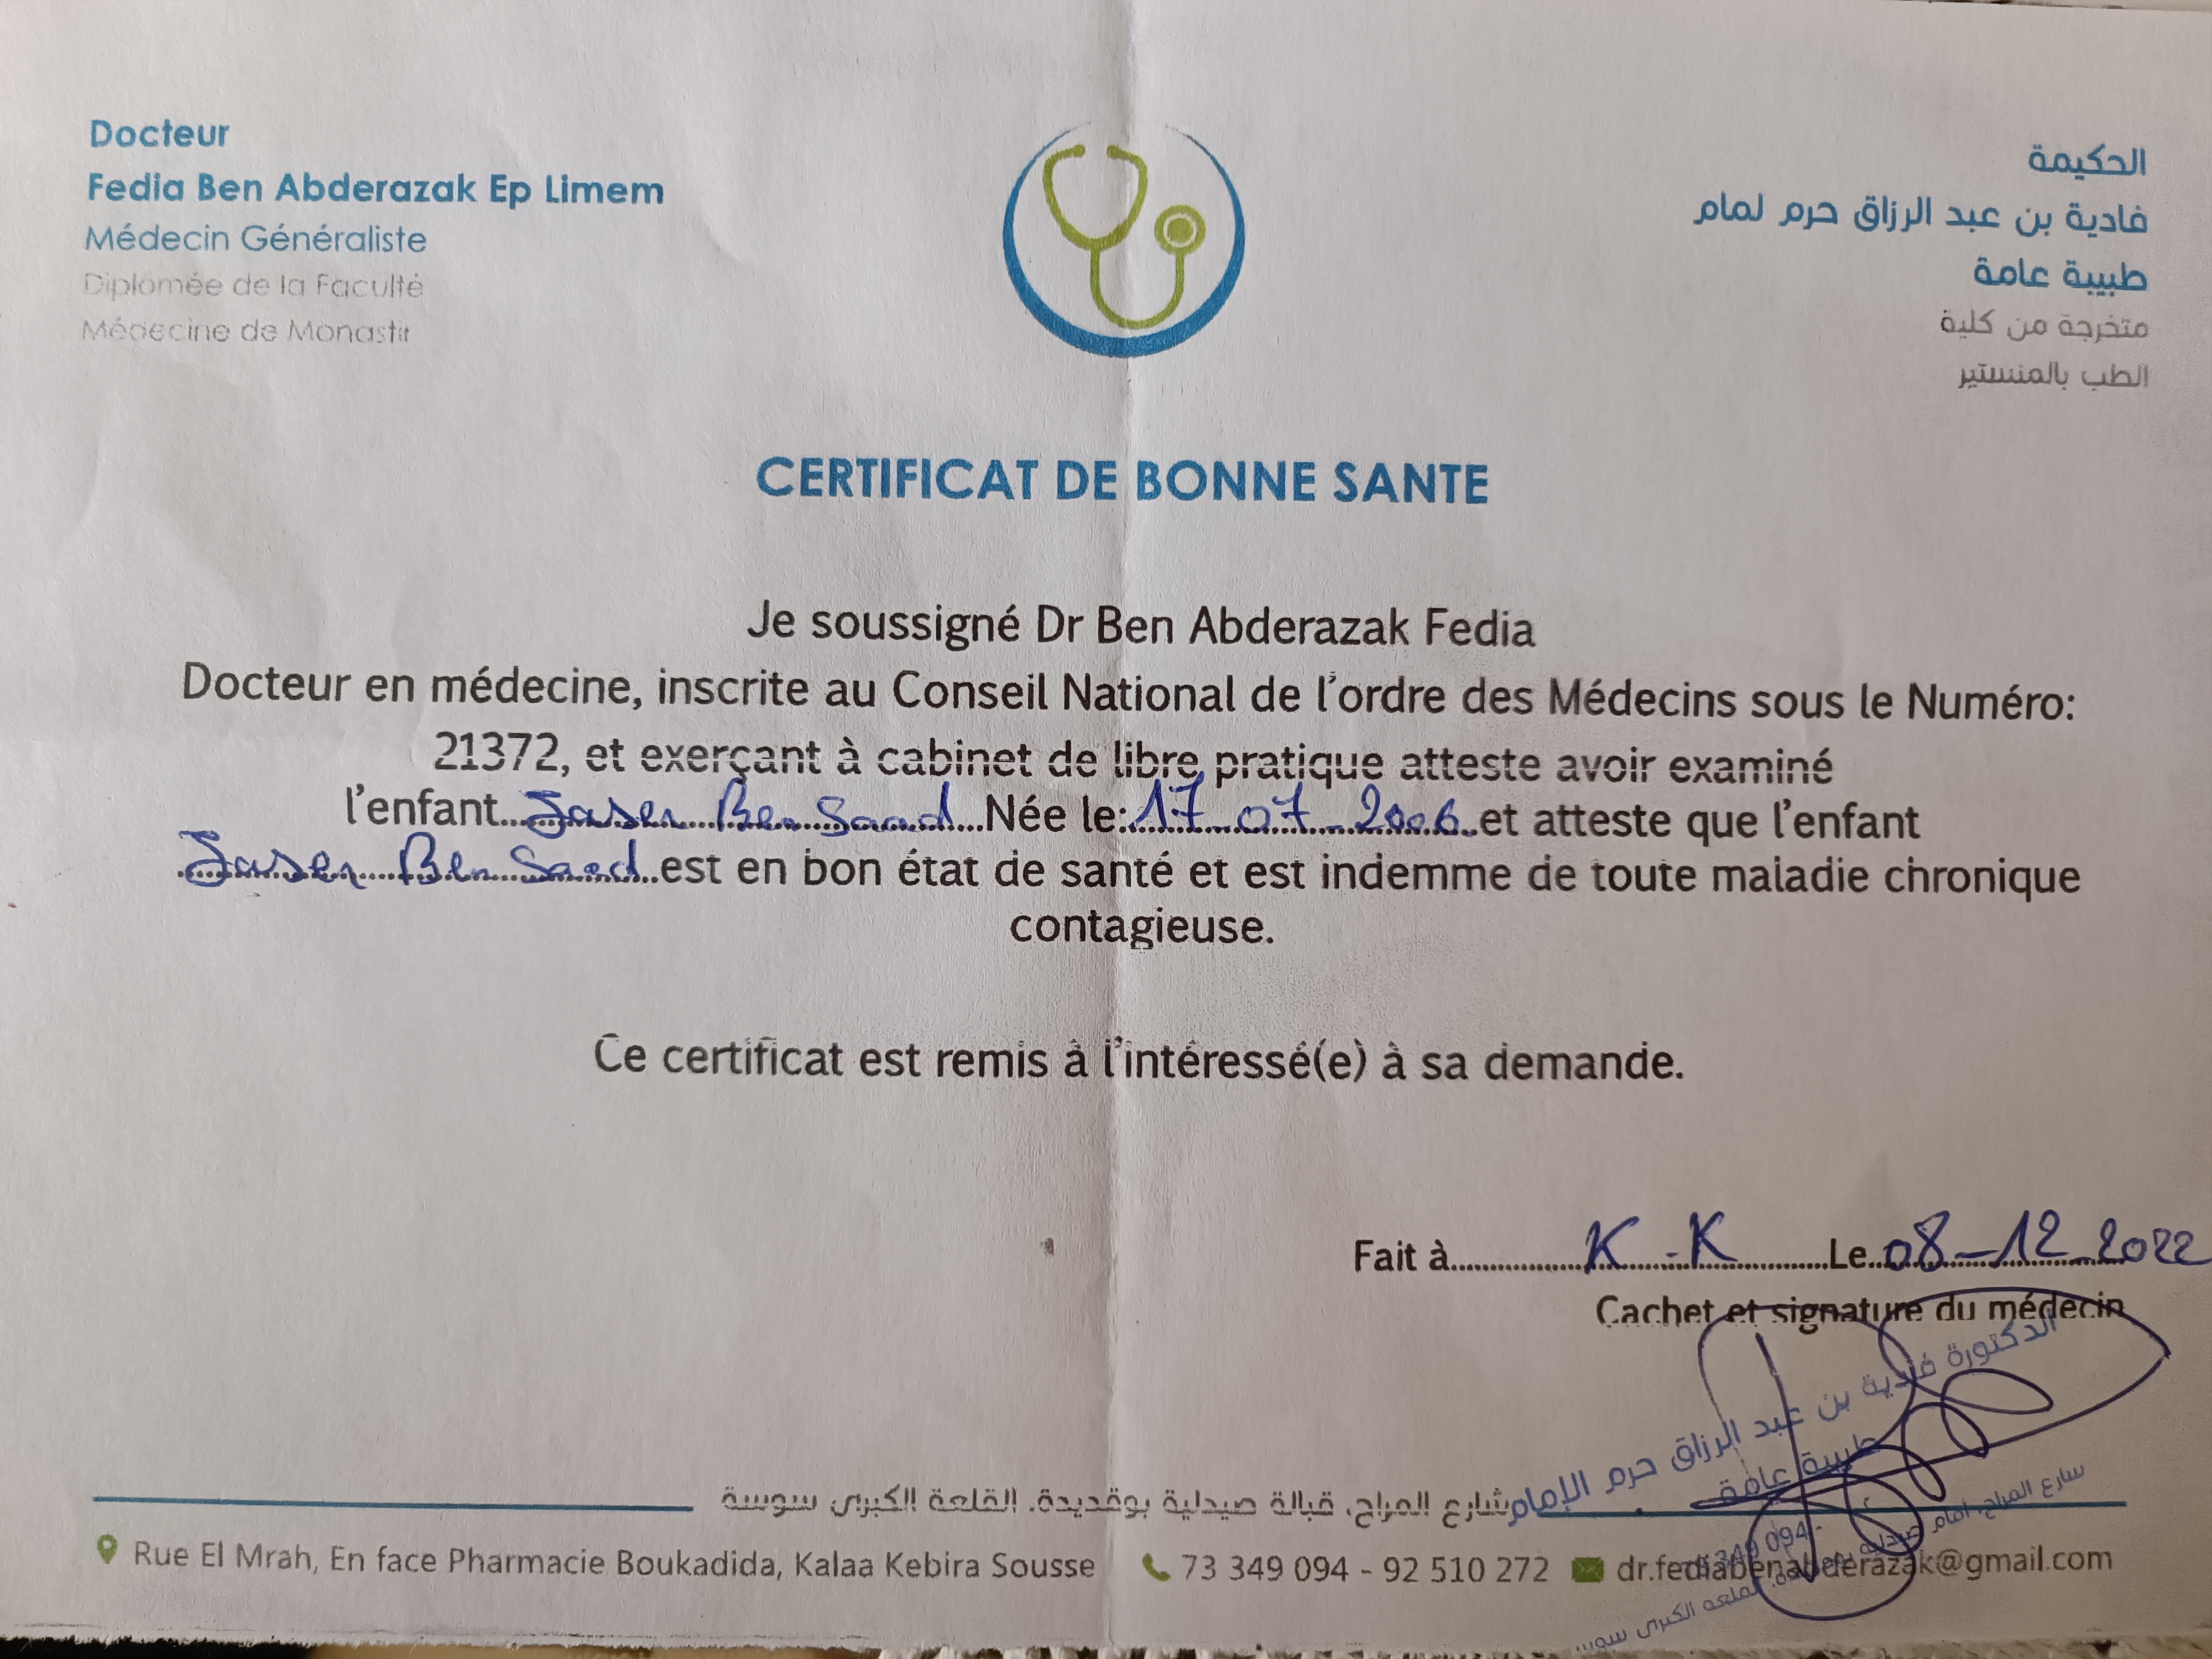 Docteur
Fedia Ben Abderazak Ep Limem
Médecin Généraliste
Diplômée de la Faculté
Médecine de Monastir
الحكيمة
فادية بن عبد الرزاق حرم لمام
طبيبة عامة
متخرجة من كلية
الطب بالمنستير
CERTIFICAT DE BONNE SANTE
Je soussigné Dr Ben Abderazak Fedia
Docteur en médecine, inscrite au Conseil National de l'ordre des Médecins sous le Numéro:
21372, et exerçant à cabinet de libre pratique atteste avoir examiné
l'enfant Jaser Ben Saad Née le: 17-07-2006 et atteste que l'enfant
Jaser Ben Saad est en bon état de santé et est indemme de toute maladie chronique
contagieuse.
Ce certificat est remis à l'intéressé(e) à sa demande.
Fait à K.K Le 08-12-2022
Cachet et signature du médecin
الدكتورة فادية بن عبد الرزاق حرم الإمام
طبيبة عامة
شارع المراح، قبالة صيدلية بوقديدة، القلعة الكبرى سوسة
Rue El Mrah, En face Pharmacie Boukadida, Kalaa Kebira Sousse
73 349 094 - 92 510 272
dr.fediabenabderazak@gmail.com